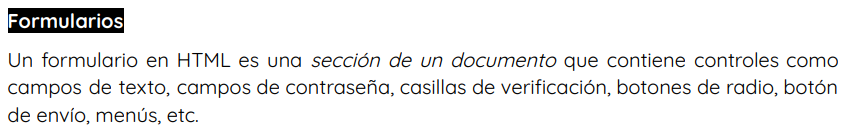 Formularios
Un formulario en HTML es una sección de un documento que contiene controles como
campos de texto, campos de contraseña, casillas de verificación, botones de radio, botón
de envío, menús, etc.